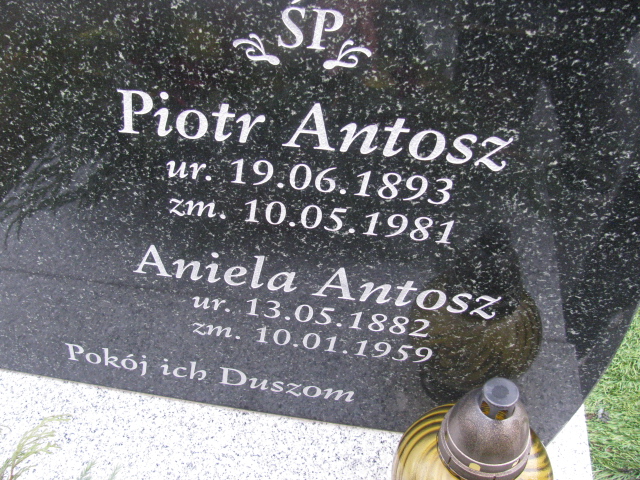 ŚP
Piotr Antosz
ur. 19.06.1893
zm. 10.05.1981
Aniela Antosz
ur. 13.05.1882
zm. 10.01.1959
Pokój ich Duszom